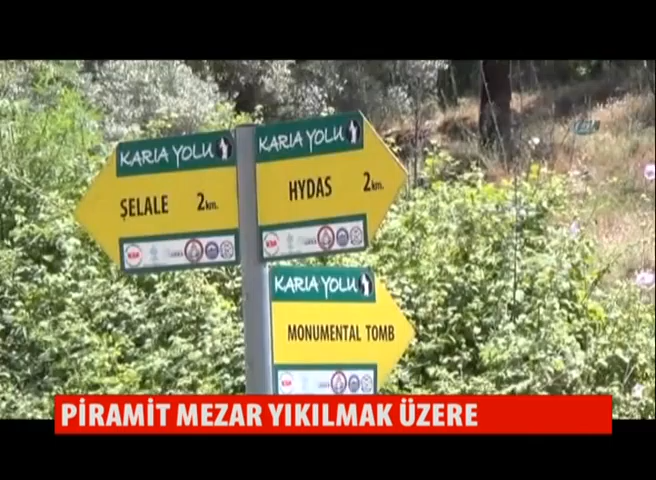 KARIA YOLU
ŞELALE 2 km.
KARIA YOLU
HYDAS 2 km.
KARIA YOLU
MONUMENTAL TOMB
PİRAMİT MEZAR YIKILMAK ÜZERE